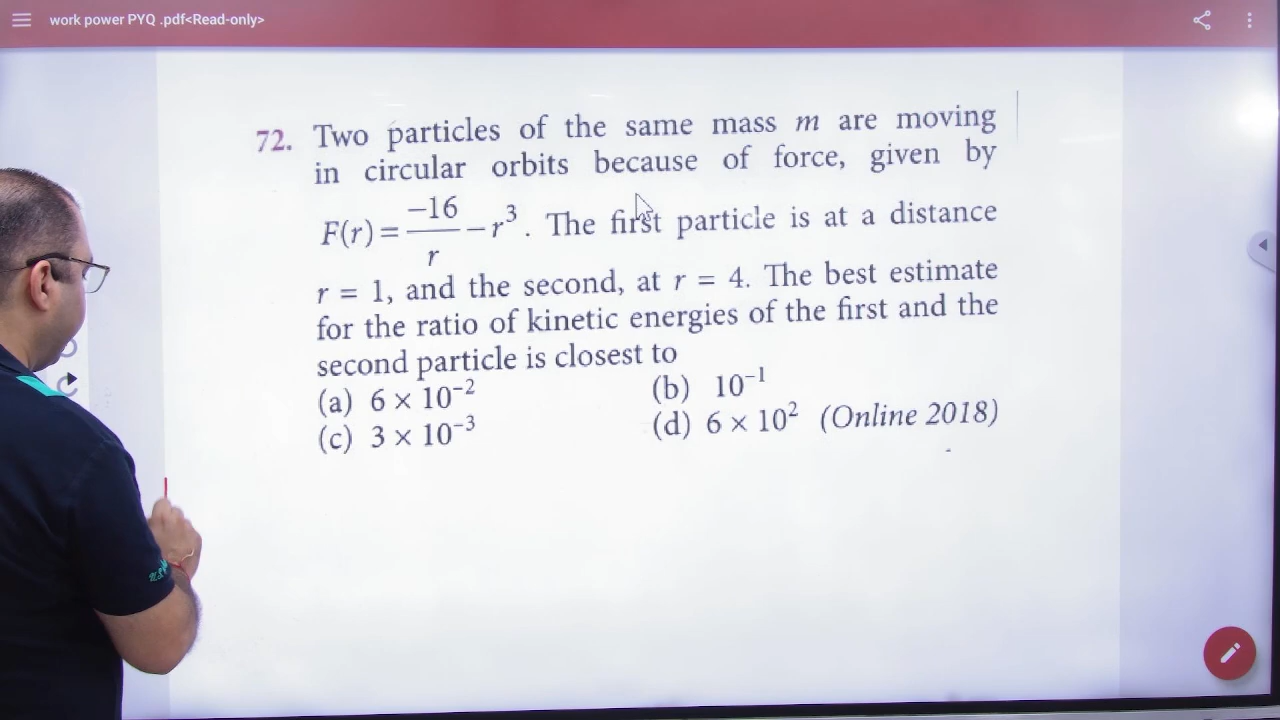 work power PYQ .pdf<Read-only>
72. Two particles of the same mass m are moving
in circular orbits because of force, given by
F(r) = −16/r − r³ . The first particle is at a distance
r = 1, and the second, at r = 4. The best estimate
for the ratio of kinetic energies of the first and the
second particle is closest to
(a) 6 × 10⁻² (b) 10⁻¹
(c) 3 × 10⁻³ (d) 6 × 10² (Online 2018)